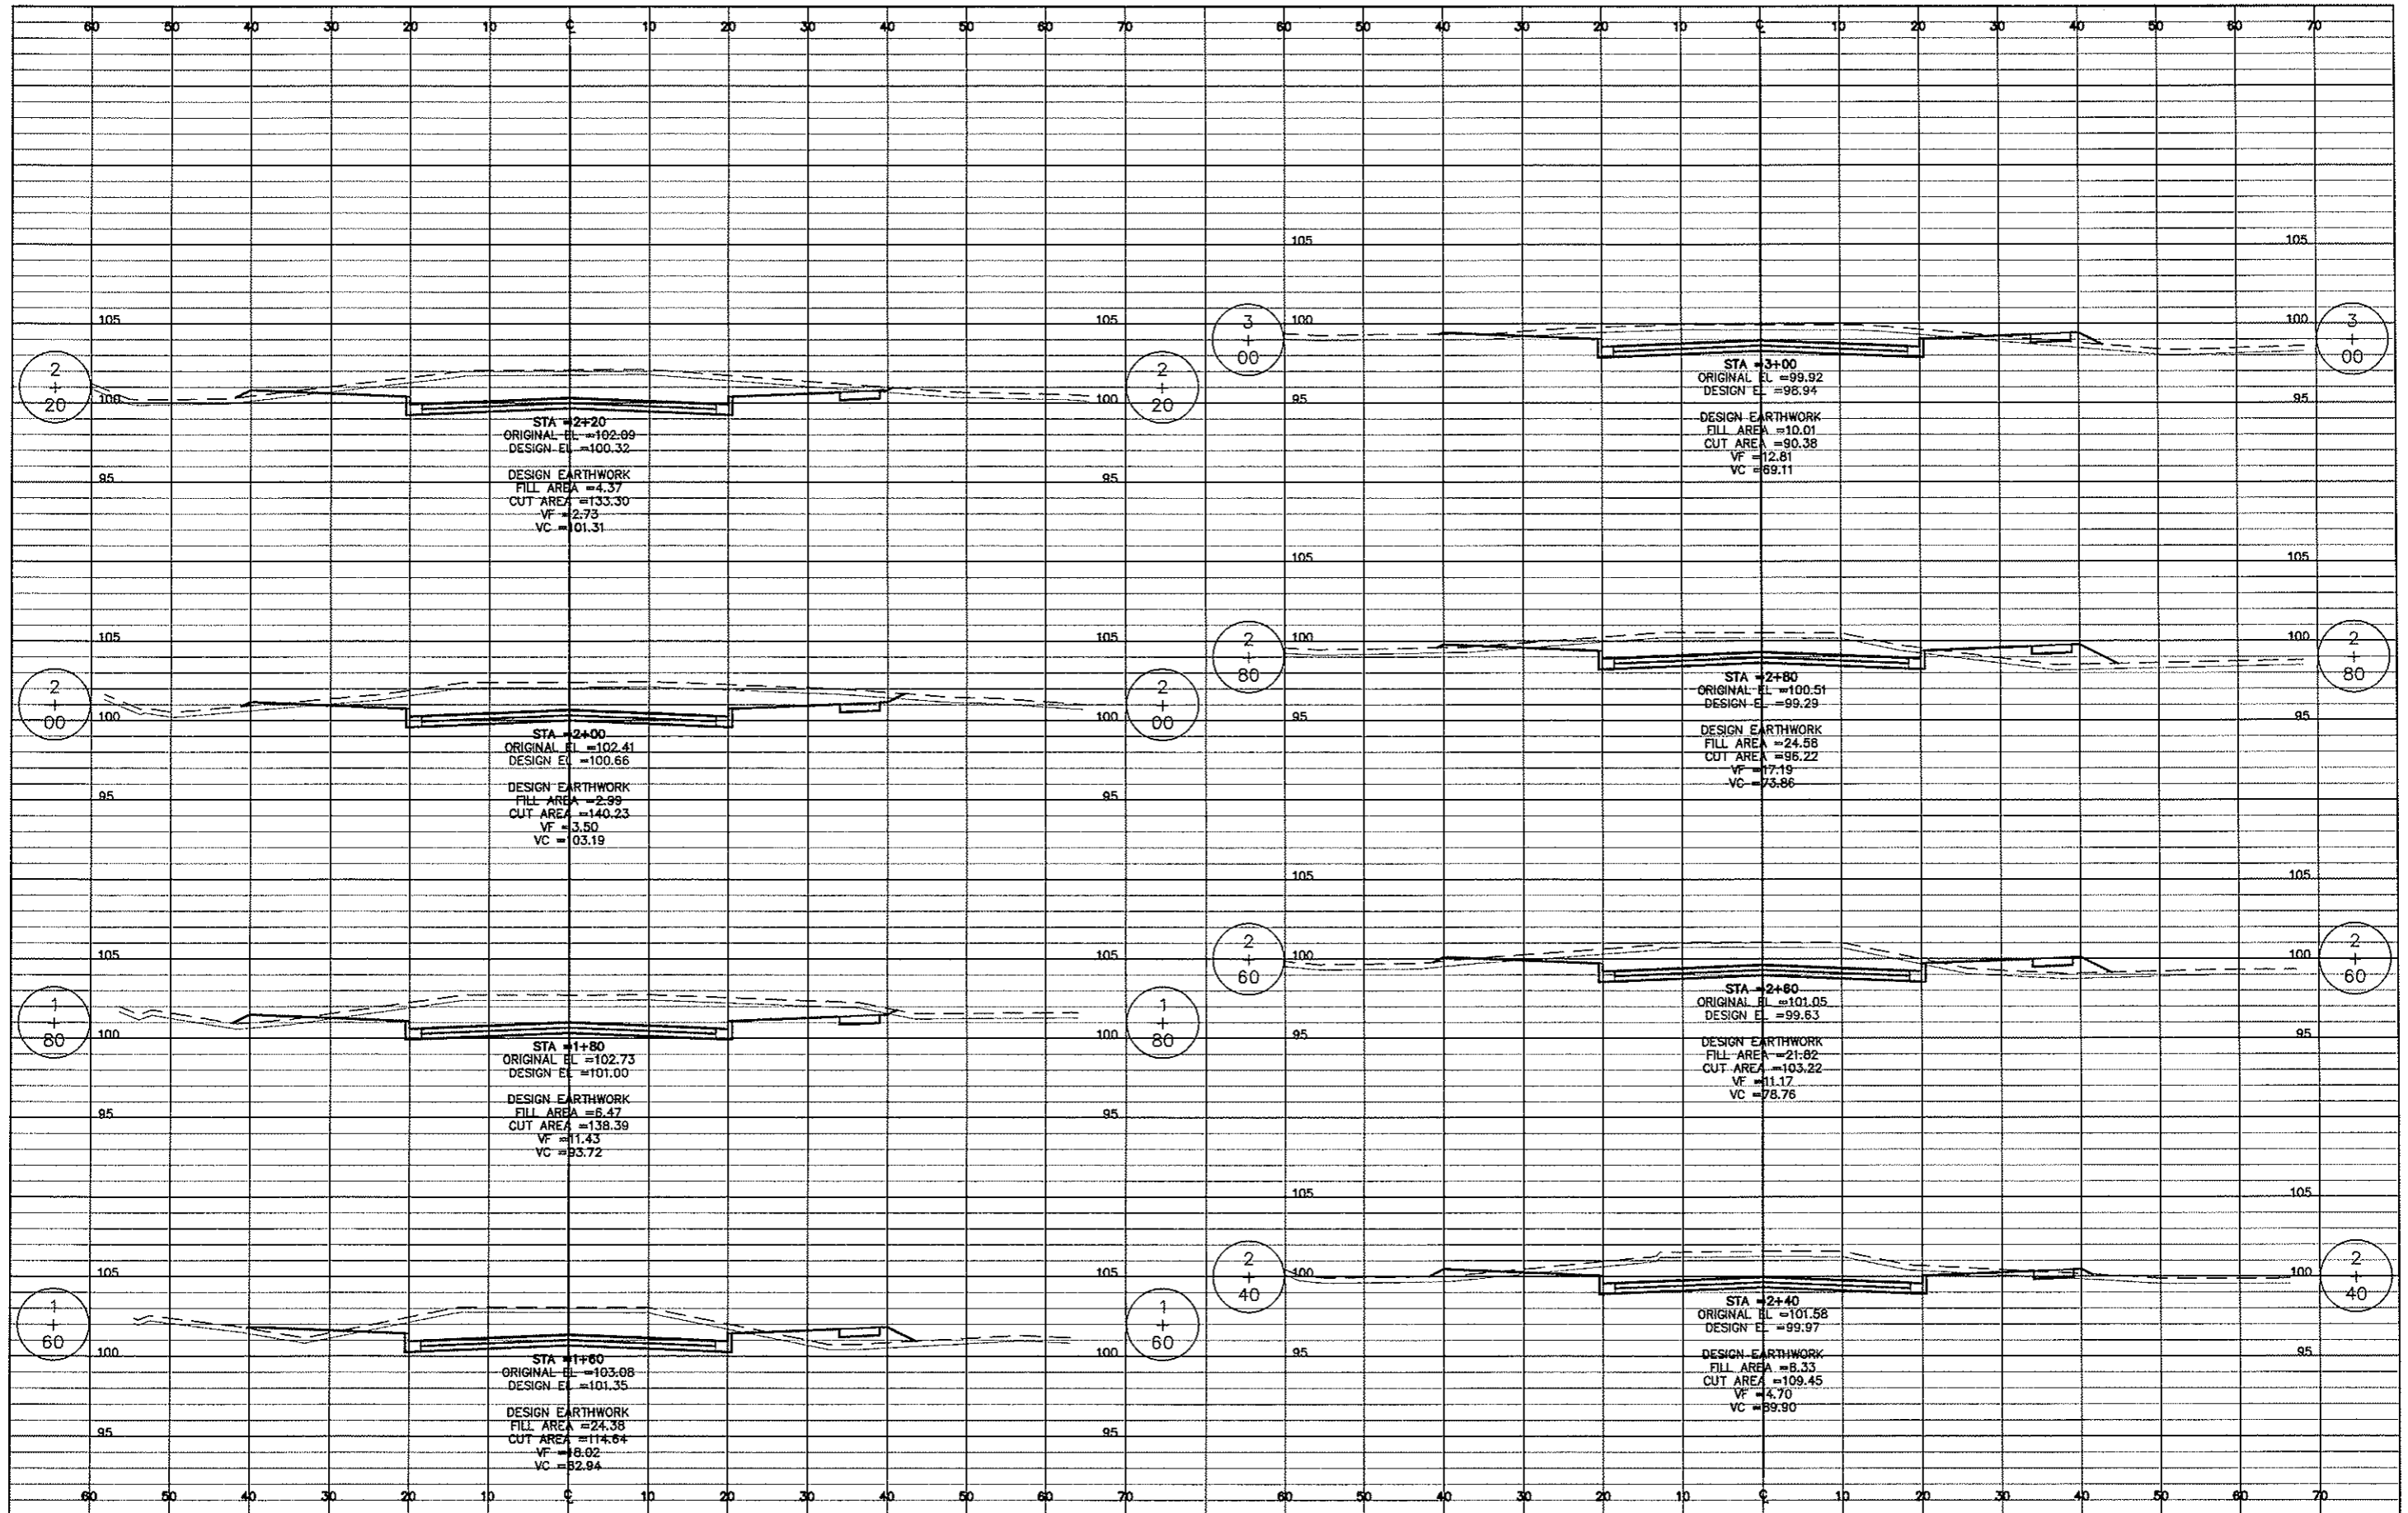 60 50 40 30 20 10 ℄ 10 20 30 40 50 60 70 60 50 40 30 20 10 ℄ 10 20 30 40 50 60 70
105 105
100 100
95 95
2
+
20
2
+
20
STA =2+20
ORIGINAL EL =102.09
DESIGN EL =100.32
DESIGN EARTHWORK
FILL AREA =4.37
CUT AREA =133.30
VF =2.73
VC =101.31
105 105
100 100
95 95
2
+
00
2
+
00
STA =2+00
ORIGINAL EL =102.41
DESIGN EL =100.66
DESIGN EARTHWORK
FILL AREA =2.99
CUT AREA =140.23
VF =3.50
VC =103.19
105 105
100 100
95 95
1
+
80
1
+
80
STA =1+80
ORIGINAL EL =102.73
DESIGN EL =101.00
DESIGN EARTHWORK
FILL AREA =6.47
CUT AREA =138.39
VF =11.43
VC =93.72
105 105
100 100
95 95
1
+
60
1
+
60
STA =1+60
ORIGINAL EL =103.08
DESIGN EL =101.35
DESIGN EARTHWORK
FILL AREA =24.38
CUT AREA =114.64
VF =18.02
VC =82.94
105 105
100 100
95 95
3
+
00
3
+
00
STA =3+00
ORIGINAL EL =99.92
DESIGN EL =98.94
DESIGN EARTHWORK
FILL AREA =10.01
CUT AREA =90.38
VF =12.81
VC =69.11
105 105
100 100
95 95
2
+
80
2
+
80
STA =2+80
ORIGINAL EL =100.51
DESIGN EL =99.29
DESIGN EARTHWORK
FILL AREA =24.58
CUT AREA =96.22
VF =17.19
VC =73.86
105 105
100 100
95 95
2
+
60
2
+
60
STA =2+60
ORIGINAL EL =101.05
DESIGN EL =99.63
DESIGN EARTHWORK
FILL AREA =21.82
CUT AREA =103.22
VF =11.17
VC =78.76
105 105
100 100
95 95
2
+
40
2
+
40
STA =2+40
ORIGINAL EL =101.58
DESIGN EL =99.97
DESIGN EARTHWORK
FILL AREA =8.33
CUT AREA =109.45
VF =4.70
VC =89.90
60 50 40 30 20 10 ℄ 10 20 30 40 50 60 70 60 50 40 30 20 10 ℄ 10 20 30 40 50 60 70